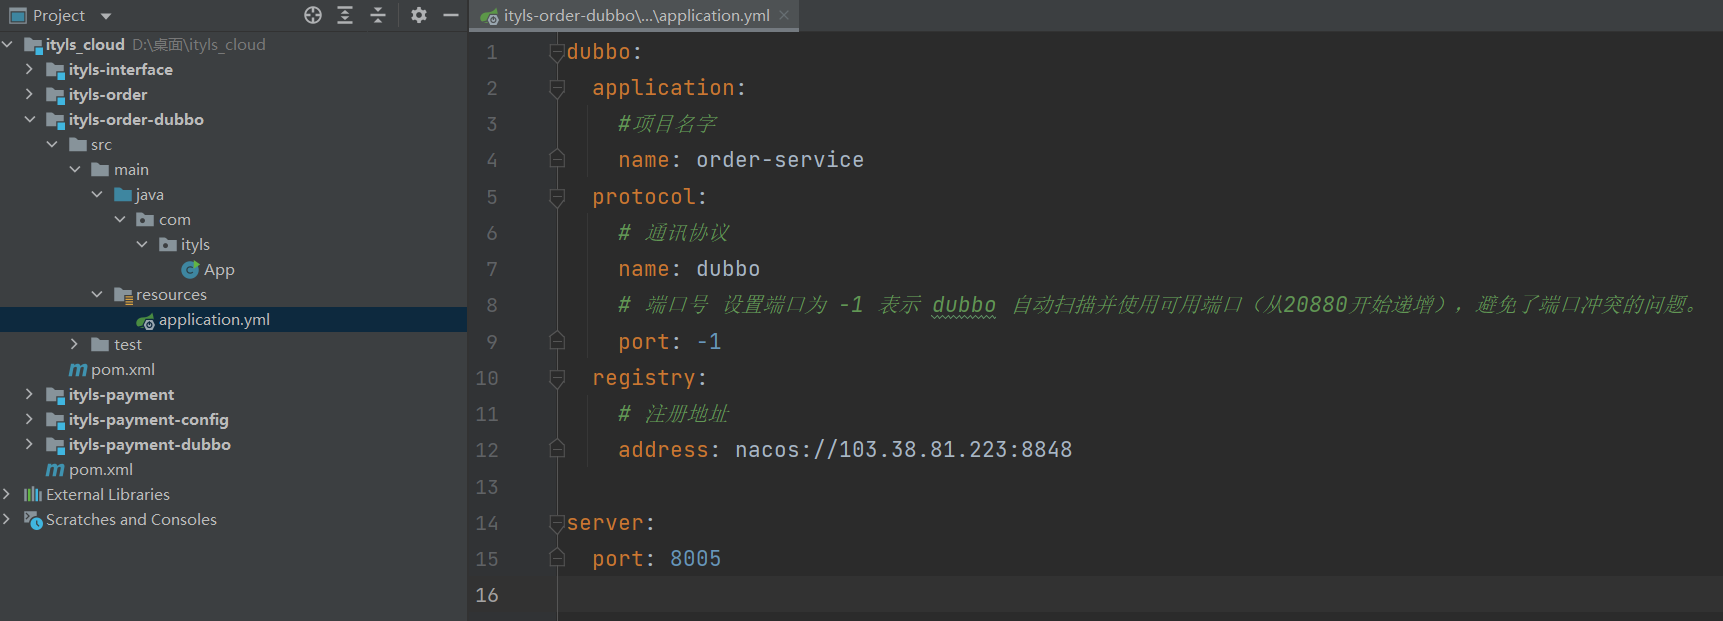 Project
ityls_cloud D:\桌面\ityls_cloud
ityls-interface
ityls-order
ityls-order-dubbo
src
main
java
com
ityls
App
resources
application.yml
test
pom.xml
ityls-payment
ityls-payment-config
ityls-payment-dubbo
pom.xml
External Libraries
Scratches and Consoles
ityls-order-dubbo\...\application.yml
1 dubbo:
2 application:
3 #项目名字
4 name: order-service
5 protocol:
6 # 通讯协议
7 name: dubbo
8 # 端口号 设置端口为 -1 表示 dubbo 自动扫描并使用可用端口（从20880开始递增），避免了端口冲突的问题。
9 port: -1
10 registry:
11 # 注册地址
12 address: nacos://103.38.81.223:8848
13
14 server:
15 port: 8005
16